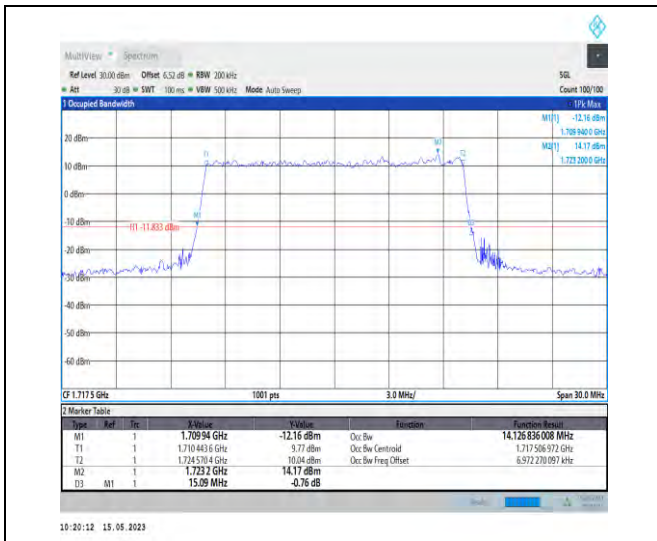 MultiView Spectrum
Ref Level 30.00 dBm Offset 6.52 dB RBW 200 kHz SGL
Att 30 dB SWT 100 ms VBW 500 kHz Mode Auto Sweep Count 100/100
1 Occupied Bandwidth 1Pk Max
M1[1] -12.16 dBm
1.709 940 0 GHz
M2[1] 14.17 dBm
1.723 200 0 GHz
20 dBm
10 dBm
0 dBm
-10 dBm
-20 dBm
-30 dBm
-40 dBm
-50 dBm
-60 dBm
T1
M2
T2
M1
D3
H1 -11.833 dBm
CF 1.717 5 GHz 1001 pts 3.0 MHz/ Span 30.0 MHz
2 Marker Table
Type Ref Trc X-Value Y-Value Function Function Result
M1 1 1.709 94 GHz -12.16 dBm Occ Bw 14.126 836 008 MHz
T1 1 1.710 443 6 GHz 9.77 dBm Occ Bw Centroid 1.717 506 972 GHz
T2 1 1.724 570 4 GHz 10.04 dBm Occ Bw Freq Offset 6.972 270 097 kHz
M2 1 1.723 2 GHz 14.17 dBm
D3 M1 1 15.09 MHz -0.76 dB
10:20:12 15.05.2023